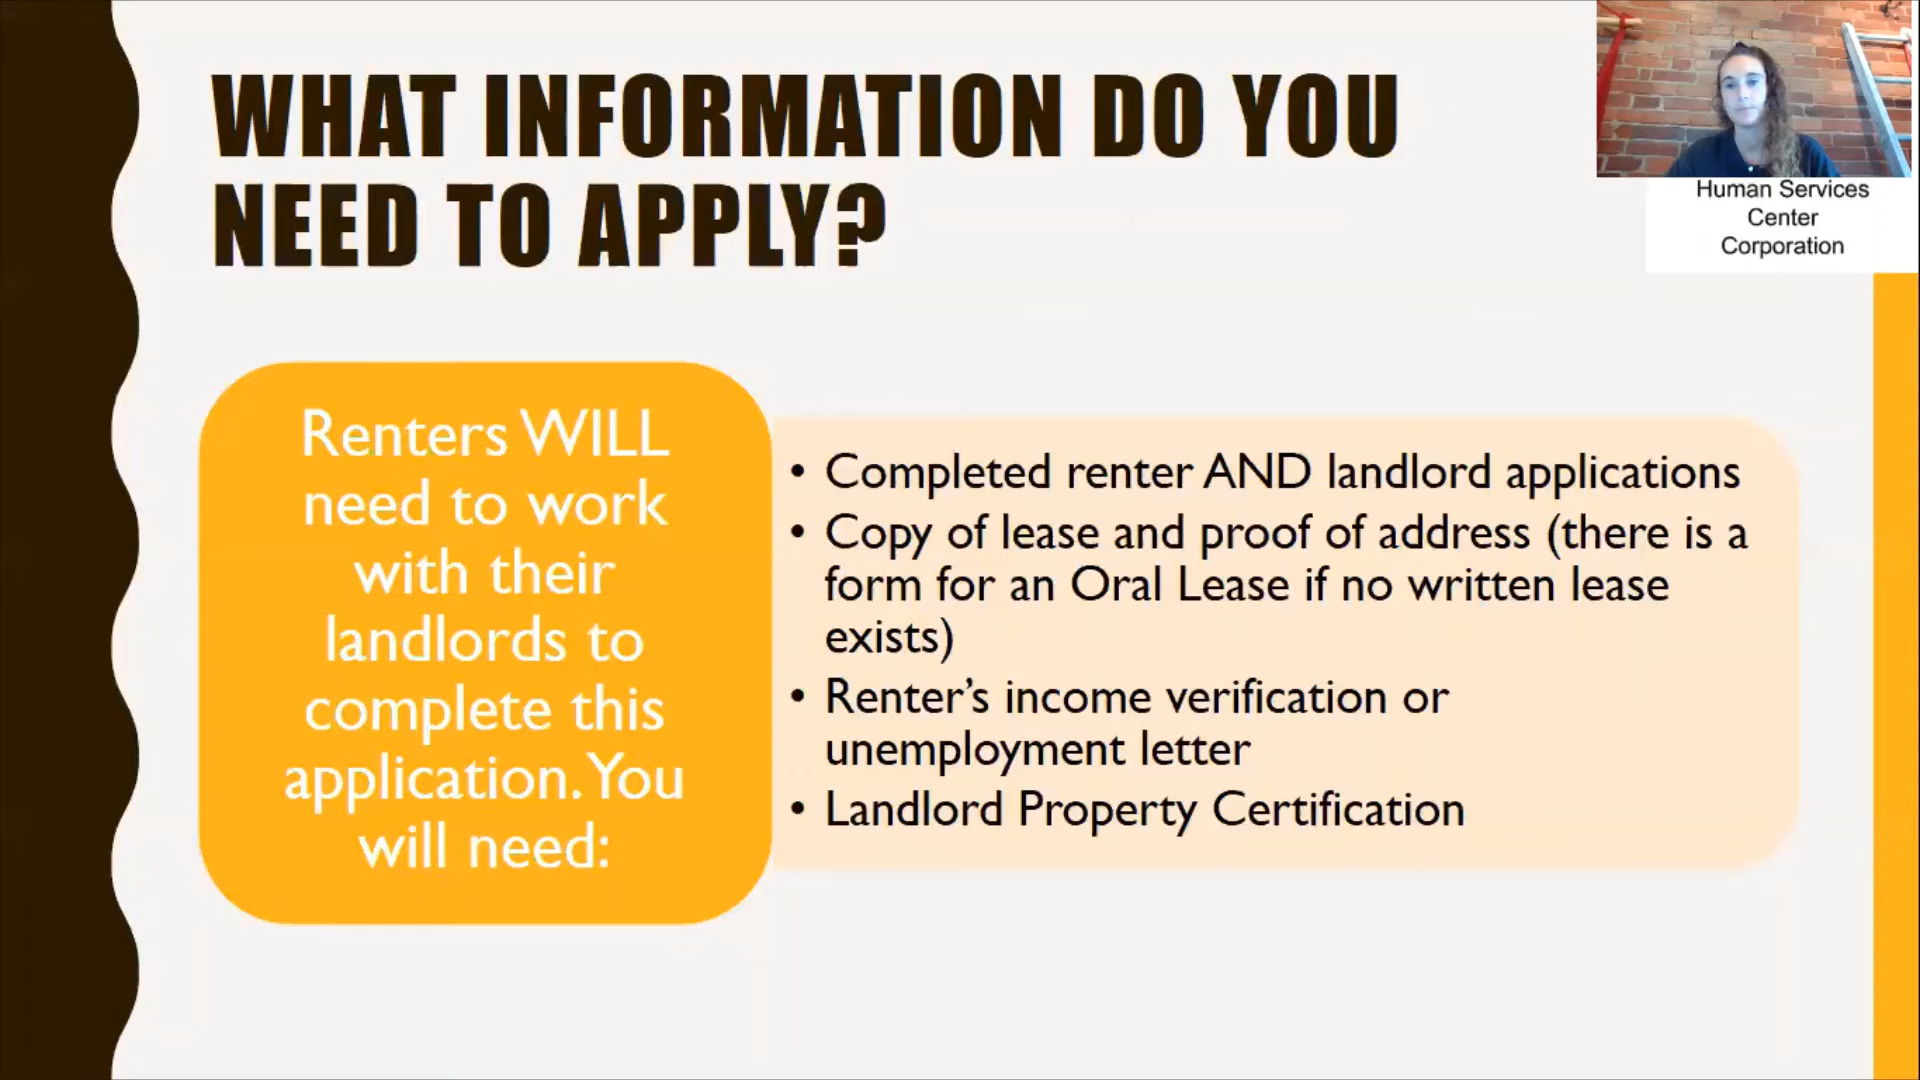 WHAT INFORMATION DO YOU
NEED TO APPLY?
Human Services
Center
Corporation
Renters WILL
need to work
with their
landlords to
complete this
application. You
will need:
• Completed renter AND landlord applications
• Copy of lease and proof of address (there is a
form for an Oral Lease if no written lease
exists)
• Renter’s income verification or
unemployment letter
• Landlord Property Certification